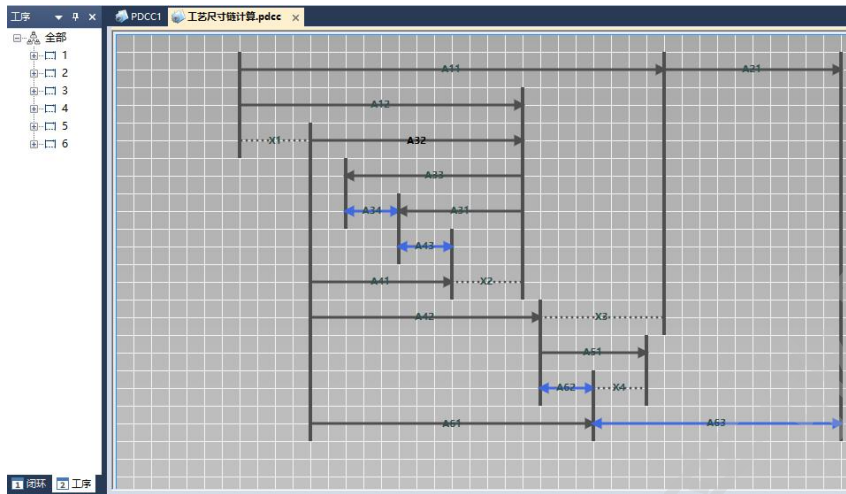 工序
PDCC1
工艺尺寸链计算.pdcc
全部
1
2
3
4
5
6
A11
A21
A12
X1
A32
A33
A34
A31
A43
A41
X2
A42
X3
A51
A62
X4
A61
A63
1 闭环
2 工序